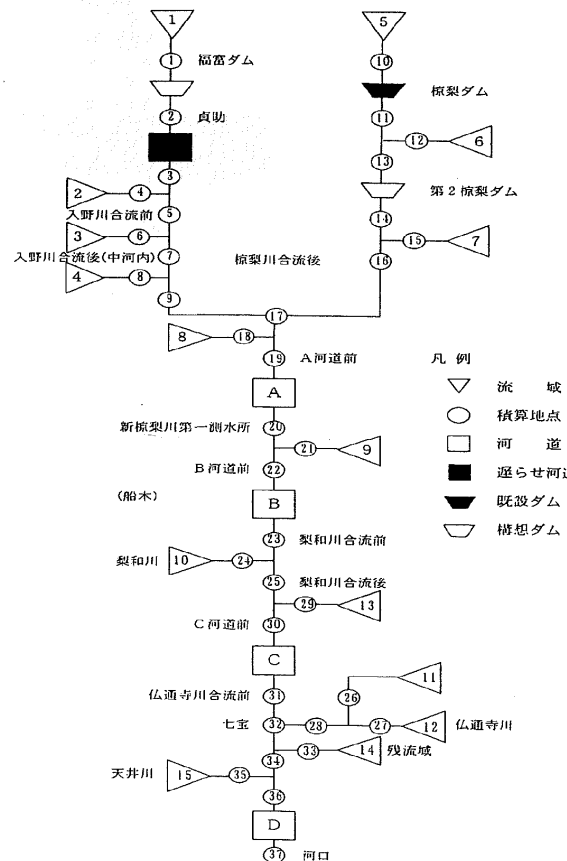 1
5
1
福富ダム
10
椋梨ダム
2
貞助
11
12
6
3
13
2
4
第2椋梨ダム
入野川合流前
5
14
3
6
15
7
入野川合流後(中河内)
7
椋梨川合流後
16
4
8
9
17
8
18
19
A河道前
凡例
流域
A
積算地点
新椋梨川第一測水所
20
河道
21
9
B河道前
22
遅らせ河道
(船木)
B
既設ダム
構想ダム
23
梨和川合流前
梨和川
10
24
25
梨和川合流後
29
13
C河道前
30
C
11
仏通寺川合流前
31
26
七宝
32
28
27
12
仏通寺川
33
14
残流域
34
天井川
15
35
36
D
37
河口